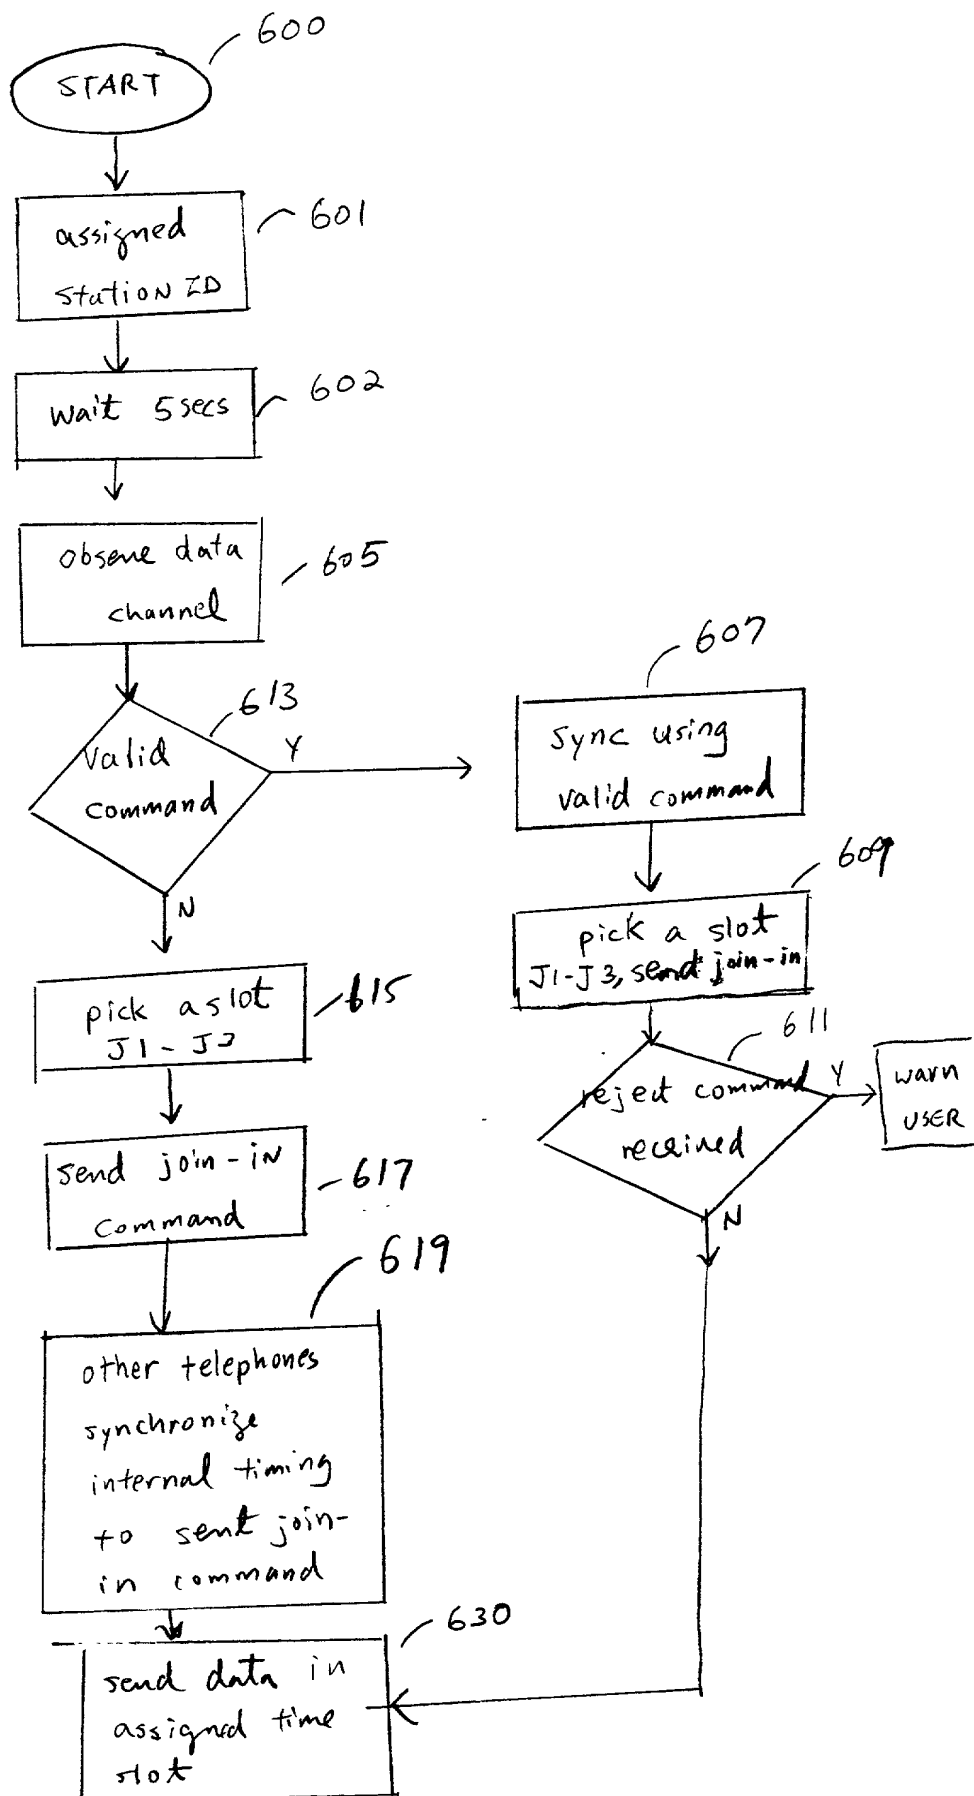 600
START
601
assigned
station ID
602
wait 5 secs
605
observe data
channel
613
valid
command
Y
N
607
sync using
valid command
609
pick a slot
J1-J3, send join-in
611
reject command
received
Y
N
warn
USER
615
pick a slot
J1-J3
617
send join-in
command
619
other telephones
synchronize
internal timing
to sent join-
in command
630
send data in
assigned time
slot